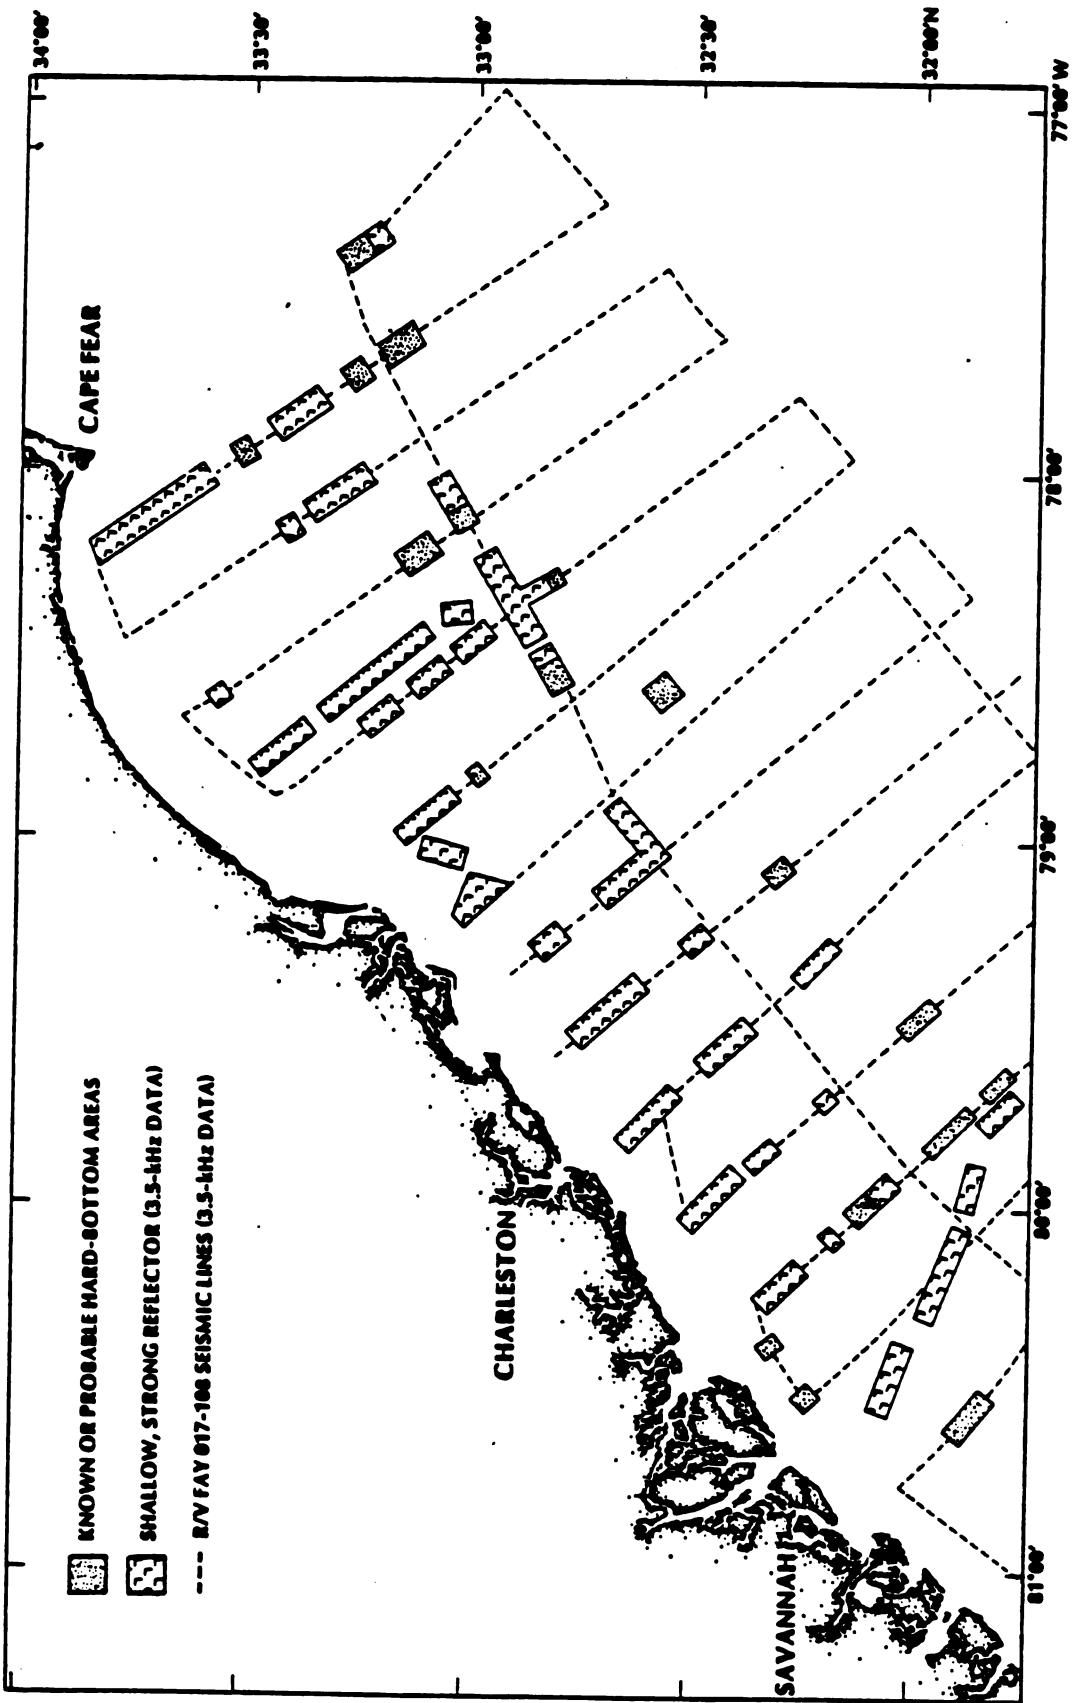 34°00'
33°30'
33°00'
32°30'
32°00'N
77°00' W
78°00'
79°00'
80°00'
81°00'
CAPE FEAR
CHARLESTON
SAVANNAH
KNOWN OR PROBABLE HARD-BOTTOM AREAS
SHALLOW, STRONG REFLECTOR (3.5-kHz DATA)
--- R/V FAY 017-108 SEISMIC LINES (3.5-kHz DATA)